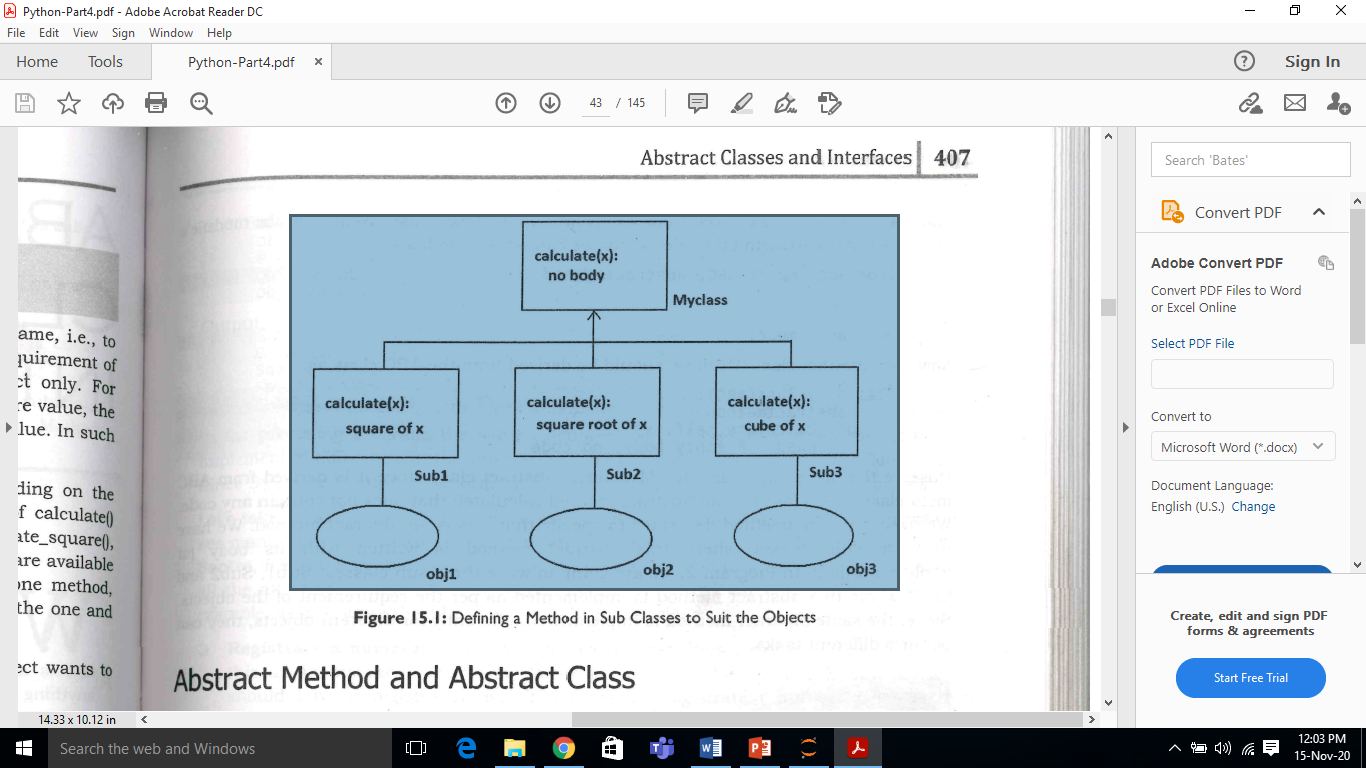 Python-Part4.pdf - Adobe Acrobat Reader DC
File Edit View Sign Window Help
Home Tools Python-Part4.pdf × Sign In
43 / 145
Abstract Classes and Interfaces 407
calculate(x):
no body
Myclass
calculate(x):
square of x
Sub1
calculate(x):
square root of x
Sub2
calculate(x):
cube of x
Sub3
obj1
obj2
obj3
Figure 15.1: Defining a Method in Sub Classes to Suit the Objects
Abstract Method and Abstract Class
ame, i.e., to
quirement of
ct only. For
re value, the
lue. In such
ding on the
f calculate()
ate_square(),
are available
one method,
the one and
ect wants to
14.33 x 10.12 in
Search 'Bates'
Convert PDF
Adobe Convert PDF
Convert PDF Files to Word
or Excel Online
Select PDF File
Convert to
Microsoft Word (*.docx)
Document Language:
English (U.S.) Change
Create, edit and sign PDF
forms & agreements
Start Free Trial
Search the web and Windows
12:03 PM
15-Nov-20